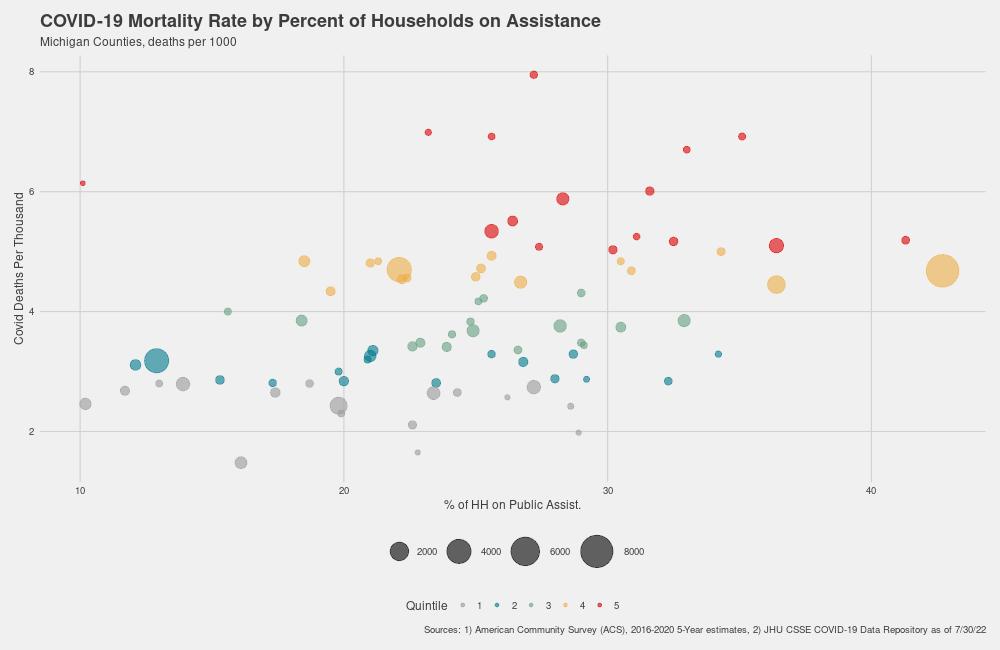 COVID-19 Mortality Rate by Percent of Households on Assistance
Michigan Counties, deaths per 1000
Covid Deaths Per Thousand
8
6
4
2
10 20 30 40
% of HH on Public Assist.
2000 4000 6000 8000
Quintile 1 2 3 4 5
Sources: 1) American Community Survey (ACS), 2016-2020 5-Year estimates, 2) JHU CSSE COVID-19 Data Repository as of 7/30/22